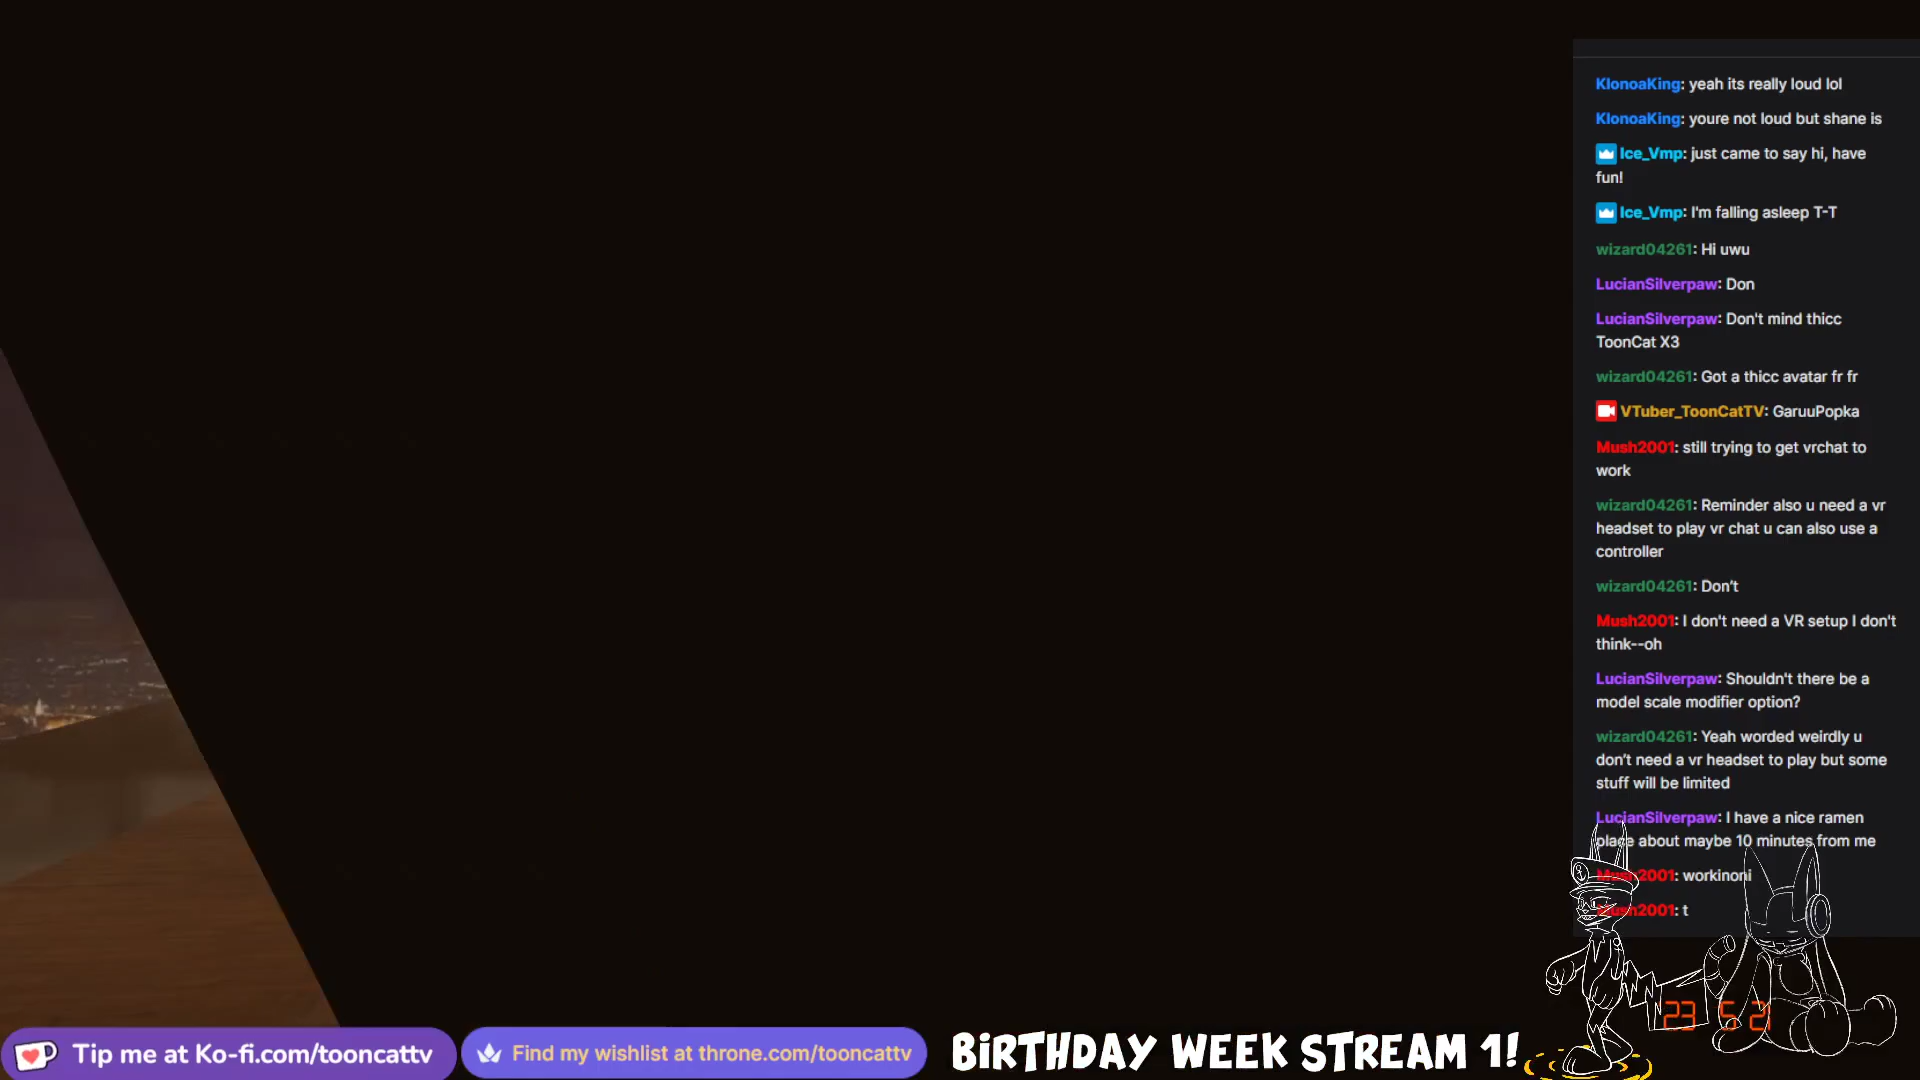 KlonoaKing: yeah its really loud lol
KlonoaKing: youre not loud but shane is
Ice_Vmp: just came to say hi, have
fun!
Ice_Vmp: I'm falling asleep T-T
wizard04261: Hi uwu
LucianSilverpaw: Don
LucianSilverpaw: Don't mind thicc
ToonCat X3
wizard04261: Got a thicc avatar fr fr
VTuber_ToonCatTV: GaruuPopka
Mush2001: still trying to get vrchat to
work
wizard04261: Reminder also u need a vr
headset to play vr chat u can also use a
controller
wizard04261: Don't
Mush2001: I don't need a VR setup I don't
think--oh
LucianSilverpaw: Shouldn't there be a
model scale modifier option?
wizard04261: Yeah worded weirdly u
don't need a vr headset to play but some
stuff will be limited
LucianSilverpaw: I have a nice ramen
place about maybe 10 minutes from me
Mush2001: workinoni
Mush2001: t
23 52
Tip me at Ko-fi.com/tooncattv
Find my wishlist at throne.com/tooncattv
BIRTHDAY WEEK STREAM 1!